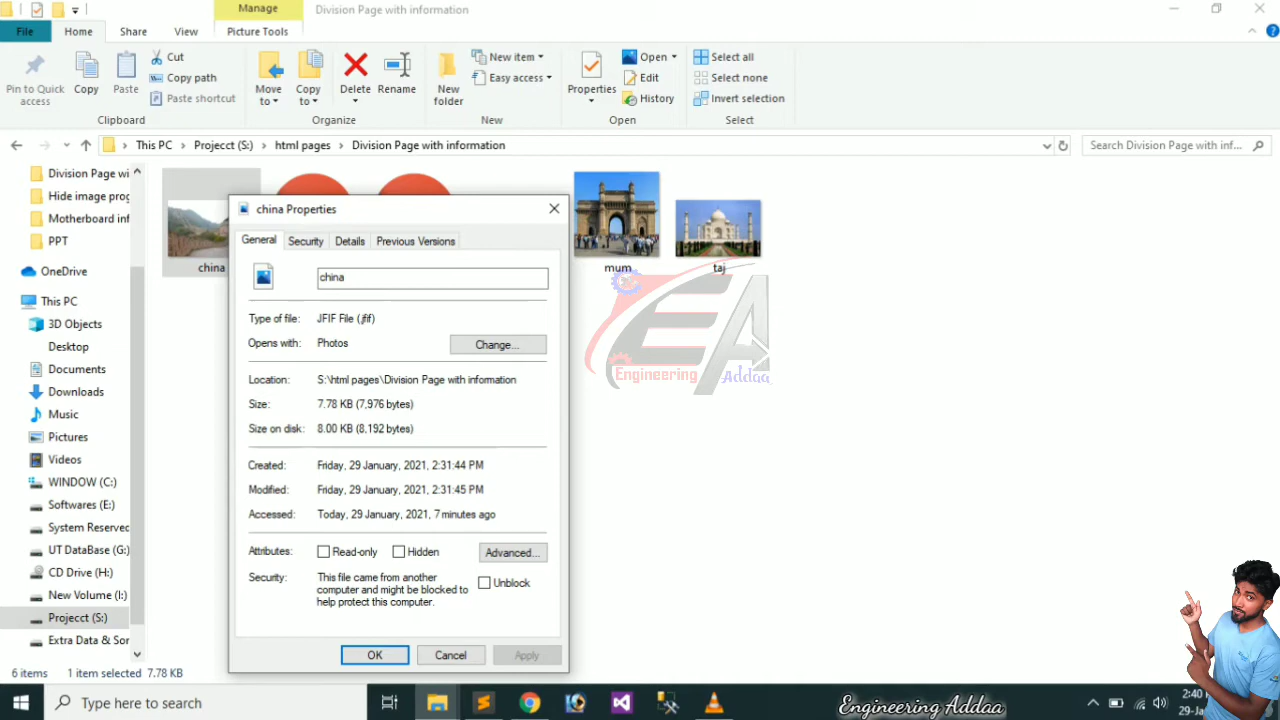 Manage
Division Page with information
File
Home
Share
View
Picture Tools
Pin to Quick access
Copy
Paste
Cut
Copy path
Paste shortcut
Move to
Copy to
Delete
Rename
New folder
New item
Easy access
Properties
Open
Edit
History
Select all
Select none
Invert selection
Clipboard
Organize
New
Open
Select
This PC
Projecct (S:)
html pages
Division Page with information
Search Division Page with inf...
Division Page wi
Hide image prog
Motherboard inf
PPT
OneDrive
This PC
3D Objects
Desktop
Documents
Downloads
Music
Pictures
Videos
WINDOW (C:)
Softwares (E:)
System Reserved
UT DataBase (G:)
CD Drive (H:)
New Volume (I:)
Projecct (S:)
Extra Data & Sor
china
mum
taj
china Properties
General
Security
Details
Previous Versions
china
Type of file:
JFIF File (.jfif)
Opens with:
Photos
Change...
Location:
S:\html pages\Division Page with information
Size:
7.78 KB (7,976 bytes)
Size on disk:
8.00 KB (8,192 bytes)
Created:
Friday, 29 January, 2021, 2:31:44 PM
Modified:
Friday, 29 January, 2021, 2:31:45 PM
Accessed:
Today, 29 January, 2021, 7 minutes ago
Attributes:
Read-only
Hidden
Advanced...
Security:
This file came from another
computer and might be blocked to
help protect this computer.
Unblock
OK
Cancel
Apply
EA
Engineering Addaa
6 items
1 item selected 7.78 KB
Type here to search
Engineering Addaa
2:40
29-Ja